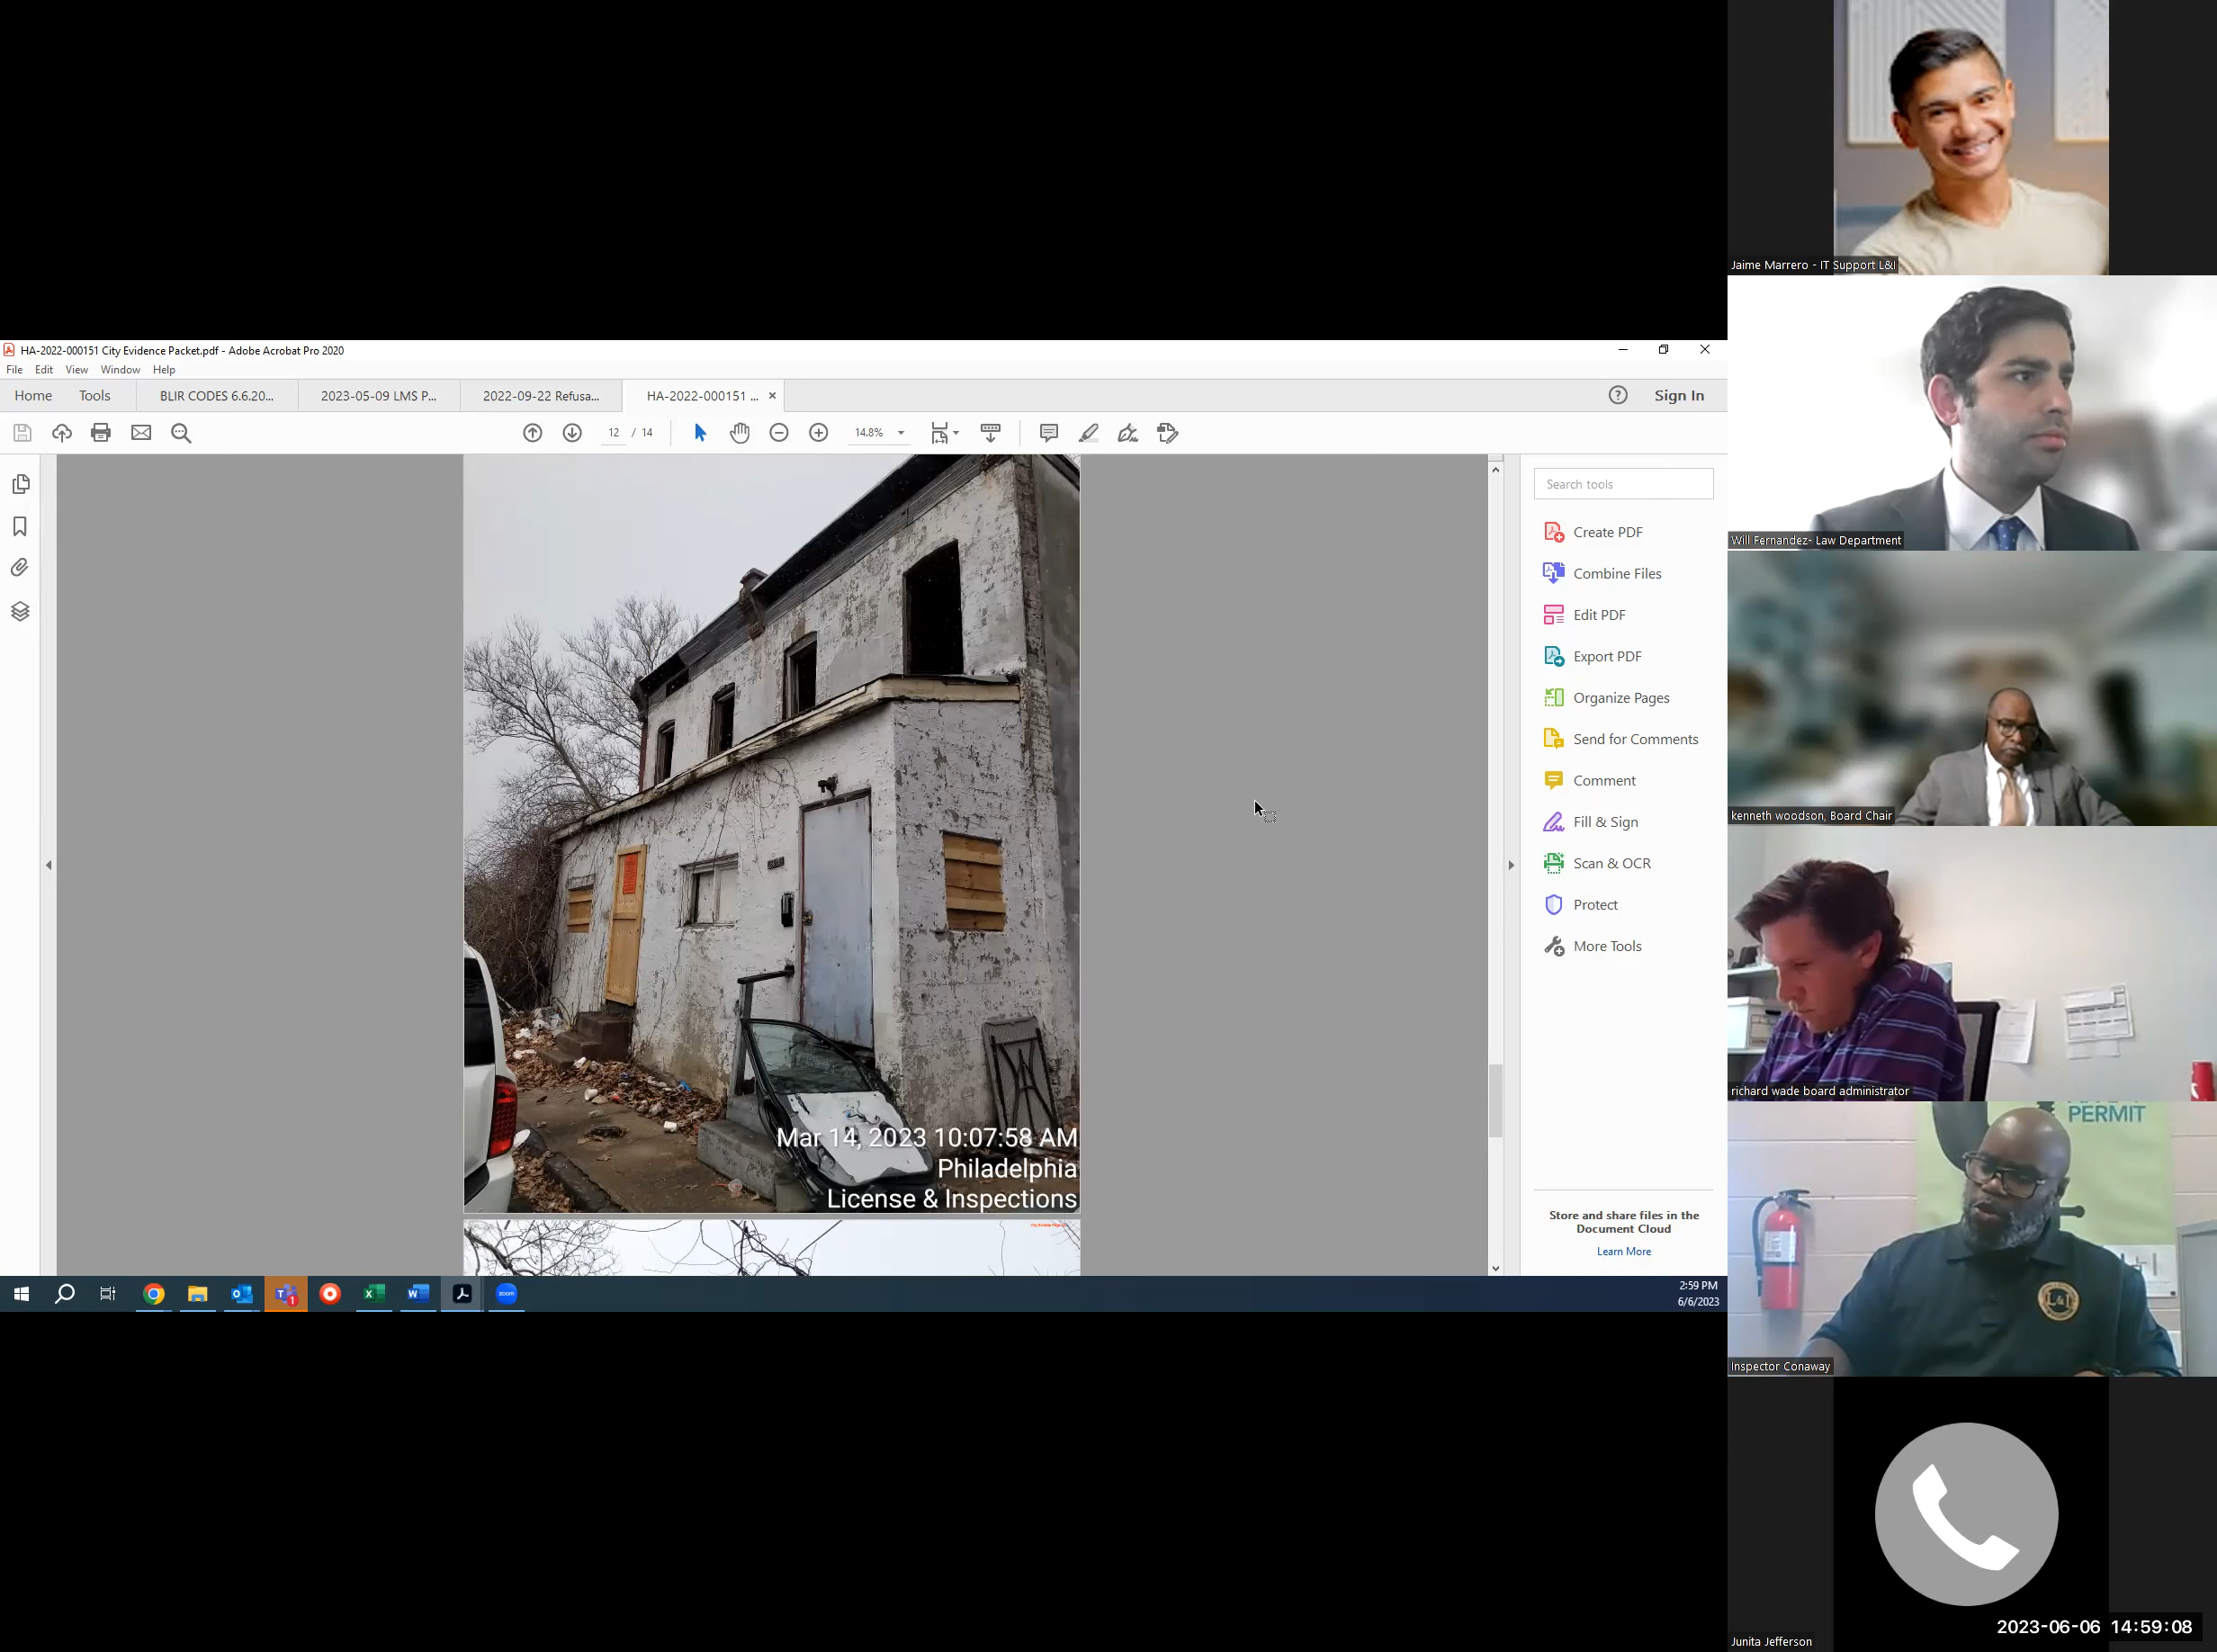 HA-2022-000151 City Evidence Packet.pdf - Adobe Acrobat Pro 2020
File Edit View Window Help
Home Tools BLIR CODES 6.6.20... 2023-05-09 LMS P... 2022-09-22 Refusa... HA-2022-000151 ... Sign In
12 / 14 14.8%
Search tools
Create PDF
Combine Files
Edit PDF
Export PDF
Organize Pages
Send for Comments
Comment
Fill & Sign
Scan & OCR
Protect
More Tools
Store and share files in the
Document Cloud
Learn More
Mar 14, 2023 10:07:58 AM
Philadelphia
License & Inspections
zoom
2:59 PM
6/6/2023
Jaime Marrero - IT Support L&I
Will Fernandez- Law Department
kenneth woodson, Board Chair
richard wade board administrator
PERMIT
L&I
Inspector Conaway
Junita Jefferson
2023-06-06 14:59:08